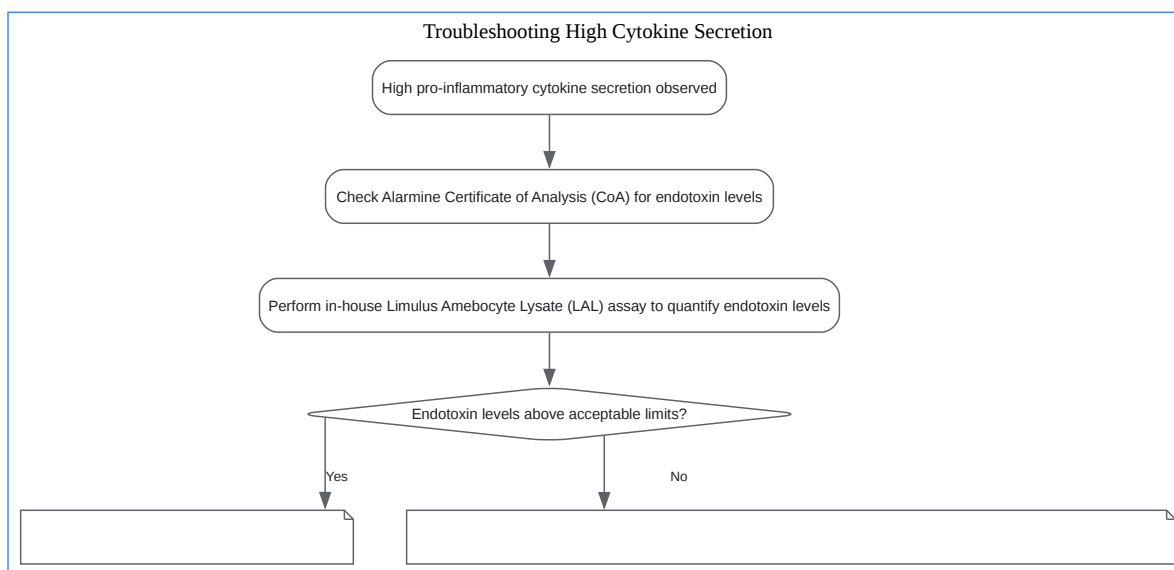 Troubleshooting High Cytokine Secretion
High pro-inflammatory cytokine secretion observed
Check Alarmine Certificate of Analysis (CoA) for endotoxin levels
Perform in-house Limulus Amebocyte Lysate (LAL) assay to quantify endotoxin levels
Endotoxin levels above acceptable limits?
Yes
No